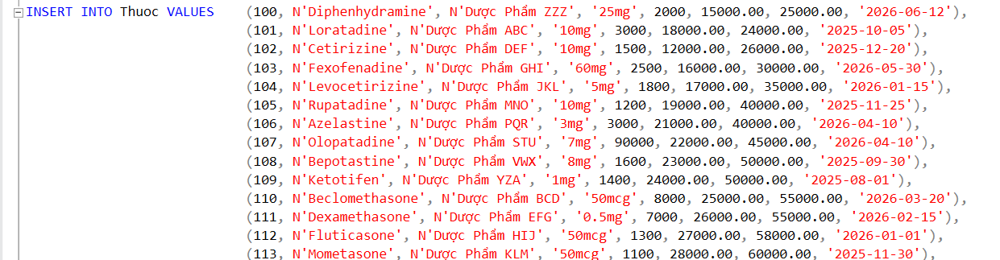 INSERT INTO Thuoc VALUES (100, N'Diphenhydramine', N'Dược Phẩm ZZZ', '25mg', 2000, 15000.00, 25000.00, '2026-06-12'),
(101, N'Loratadine', N'Dược Phẩm ABC', '10mg', 3000, 18000.00, 24000.00, '2025-10-05'),
(102, N'Cetirizine', N'Dược Phẩm DEF', '10mg', 1500, 12000.00, 26000.00, '2025-12-20'),
(103, N'Fexofenadine', N'Dược Phẩm GHI', '60mg', 2500, 16000.00, 30000.00, '2026-05-30'),
(104, N'Levocetirizine', N'Dược Phẩm JKL', '5mg', 1800, 17000.00, 35000.00, '2026-01-15'),
(105, N'Rupatadine', N'Dược Phẩm MNO', '10mg', 1200, 19000.00, 40000.00, '2025-11-25'),
(106, N'Azelastine', N'Dược Phẩm PQR', '3mg', 3000, 21000.00, 40000.00, '2026-04-10'),
(107, N'Olopatadine', N'Dược Phẩm STU', '7mg', 90000, 22000.00, 45000.00, '2026-04-10'),
(108, N'Bepotastine', N'Dược Phẩm VWX', '8mg', 1600, 23000.00, 50000.00, '2025-09-30'),
(109, N'Ketotifen', N'Dược Phẩm YZA', '1mg', 1400, 24000.00, 50000.00, '2025-08-01'),
(110, N'Beclomethasone', N'Dược Phẩm BCD', '50mcg', 8000, 25000.00, 55000.00, '2026-03-20'),
(111, N'Dexamethasone', N'Dược Phẩm EFG', '0.5mg', 7000, 26000.00, 55000.00, '2026-02-15'),
(112, N'Fluticasone', N'Dược Phẩm HIJ', '50mcg', 1300, 27000.00, 58000.00, '2026-01-01'),
(113, N'Mometasone', N'Dược Phẩm KLM', '50mcg', 1100, 28000.00, 60000.00, '2025-11-30'),